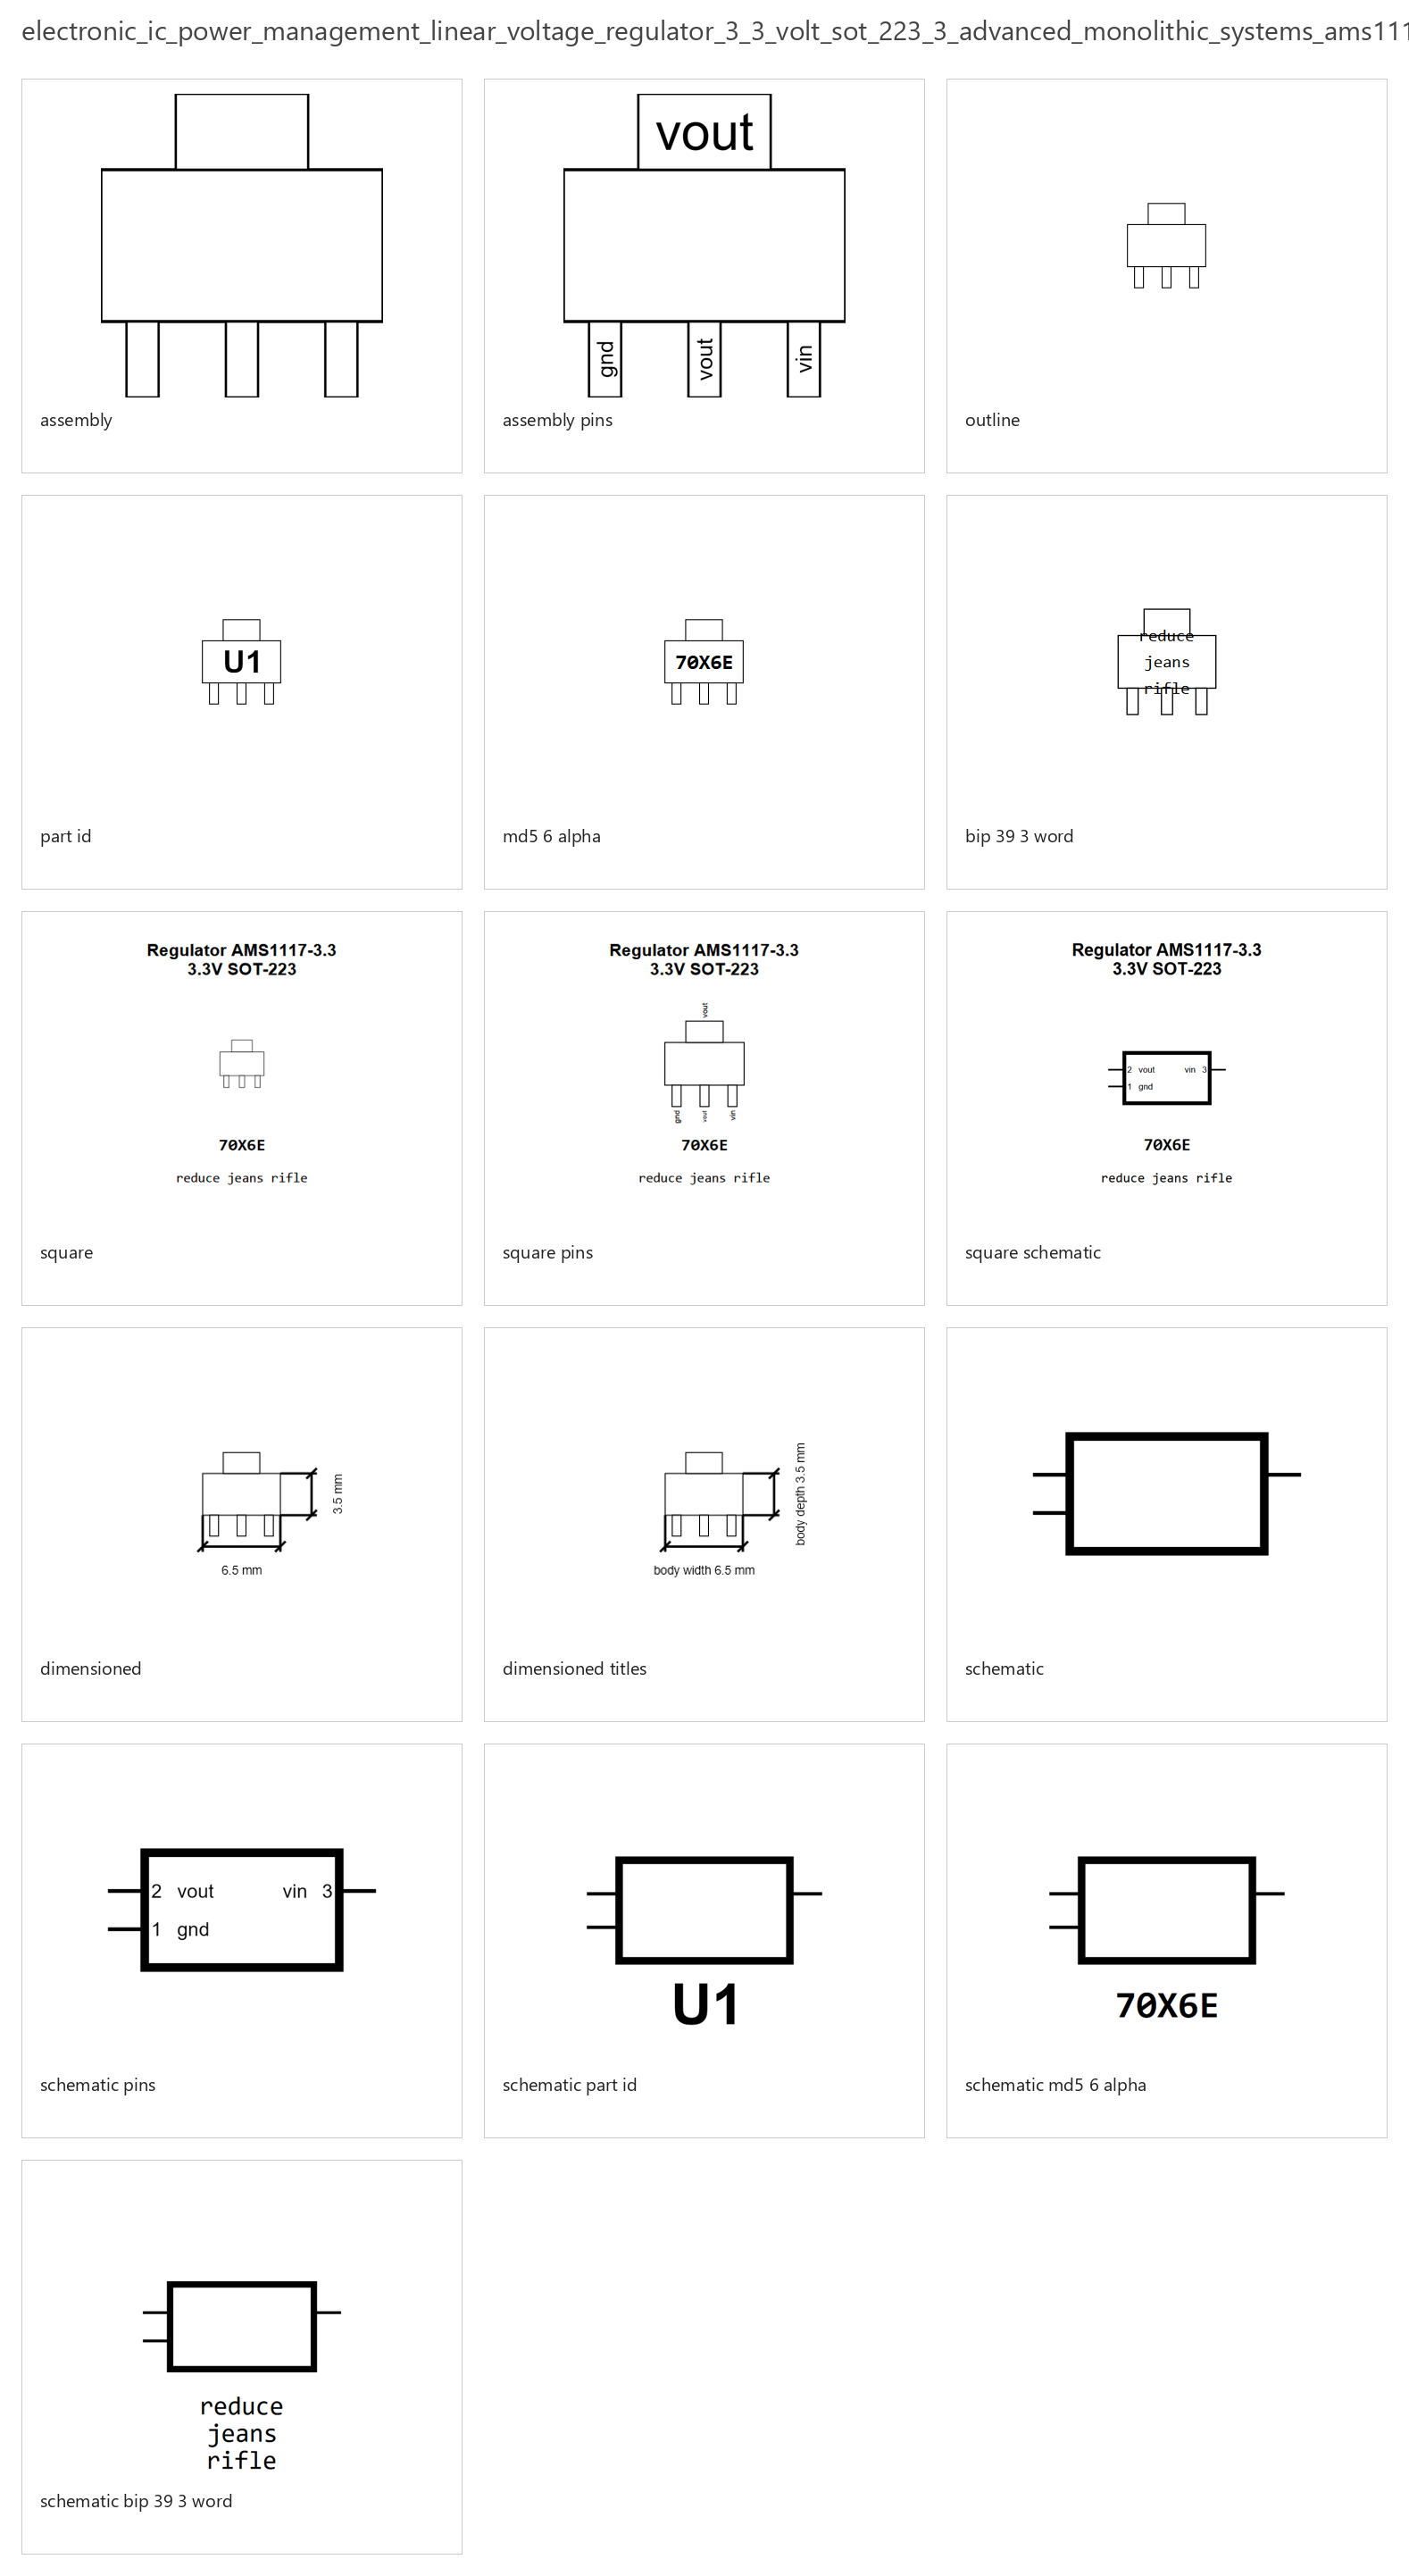 electronic_ic_power_management_linear_voltage_regulator_3_3_volt_sot_223_3_advanced_monolithic_systems_ams111
vout
gnd
vout
vin
assembly
assembly pins
outline
U1
70X6E
reduce
jeans
rifle
part id
md5 6 alpha
bip 39 3 word
Regulator AMS1117-3.3
3.3V SOT-223
70X6E
reduce jeans rifle
square
Regulator AMS1117-3.3
3.3V SOT-223
vout
gnd
vout
vin
70X6E
reduce jeans rifle
square pins
Regulator AMS1117-3.3
3.3V SOT-223
2 vout vin 3
1 gnd
70X6E
reduce jeans rifle
square schematic
3.5 mm
6.5 mm
dimensioned
body depth 3.5 mm
body width 6.5 mm
dimensioned titles
schematic
2 vout vin 3
1 gnd
schematic pins
U1
schematic part id
70X6E
schematic md5 6 alpha
reduce
jeans
rifle
schematic bip 39 3 word